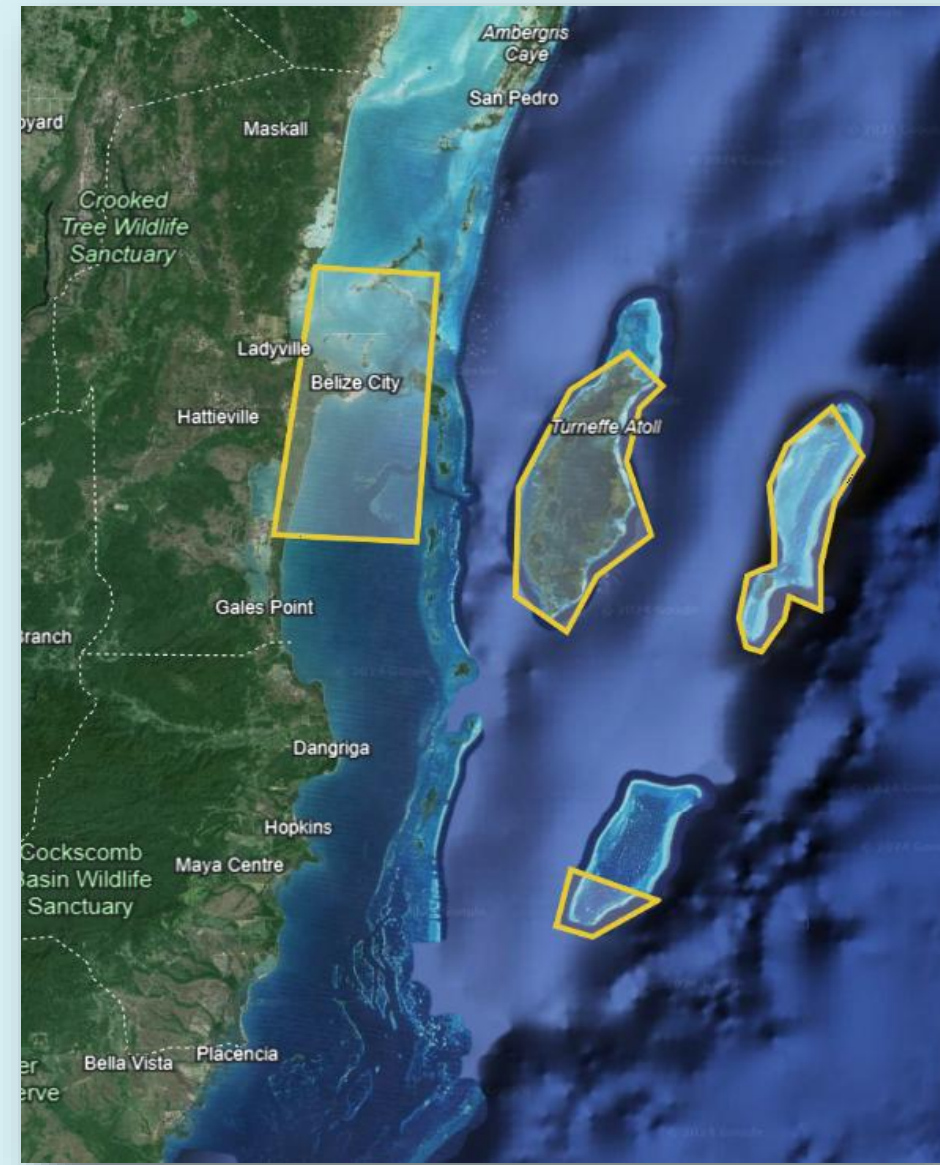 Ambergris
Caye
San Pedro
Maskall
Crooked
Tree Wildlife
Sanctuary
Ladyville
Belize City
Hattieville
Turneffe Atoll
Gales Point
Dangriga
Hopkins
Maya Centre
Cockscomb
Basin Wildlife
Sanctuary
Bella Vista
Placencia